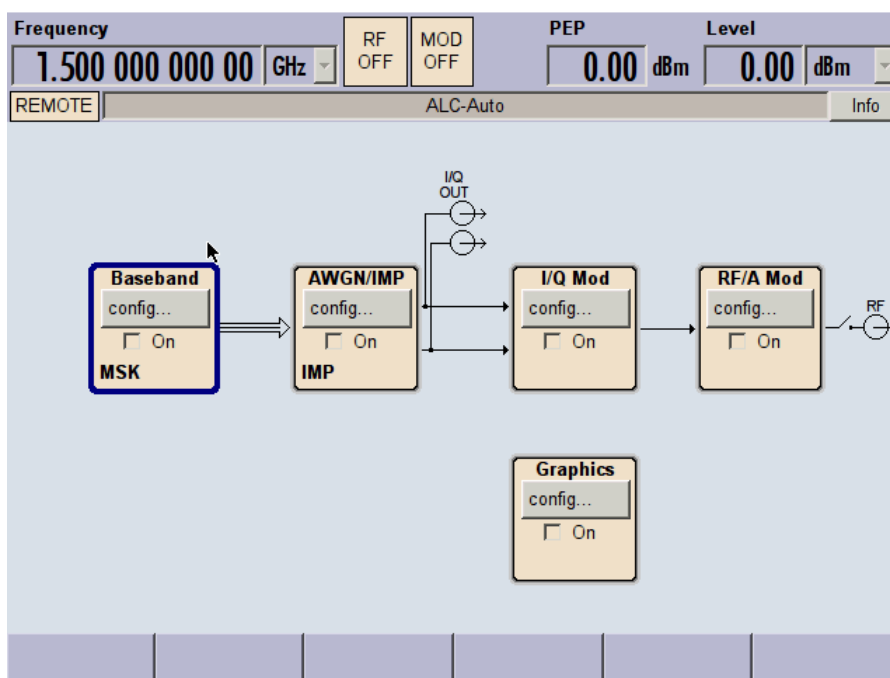 Frequency
RF OFF
MOD OFF
PEP
Level
1.500 000 000 00 GHz
0.00 dBm
0.00 dBm
REMOTE
ALC-Auto
Info
I/Q
OUT
Baseband
config...
On
MSK
AWGN/IMP
config...
On
IMP
I/Q Mod
config...
On
RF/A Mod
config...
On
RF
Graphics
config...
On